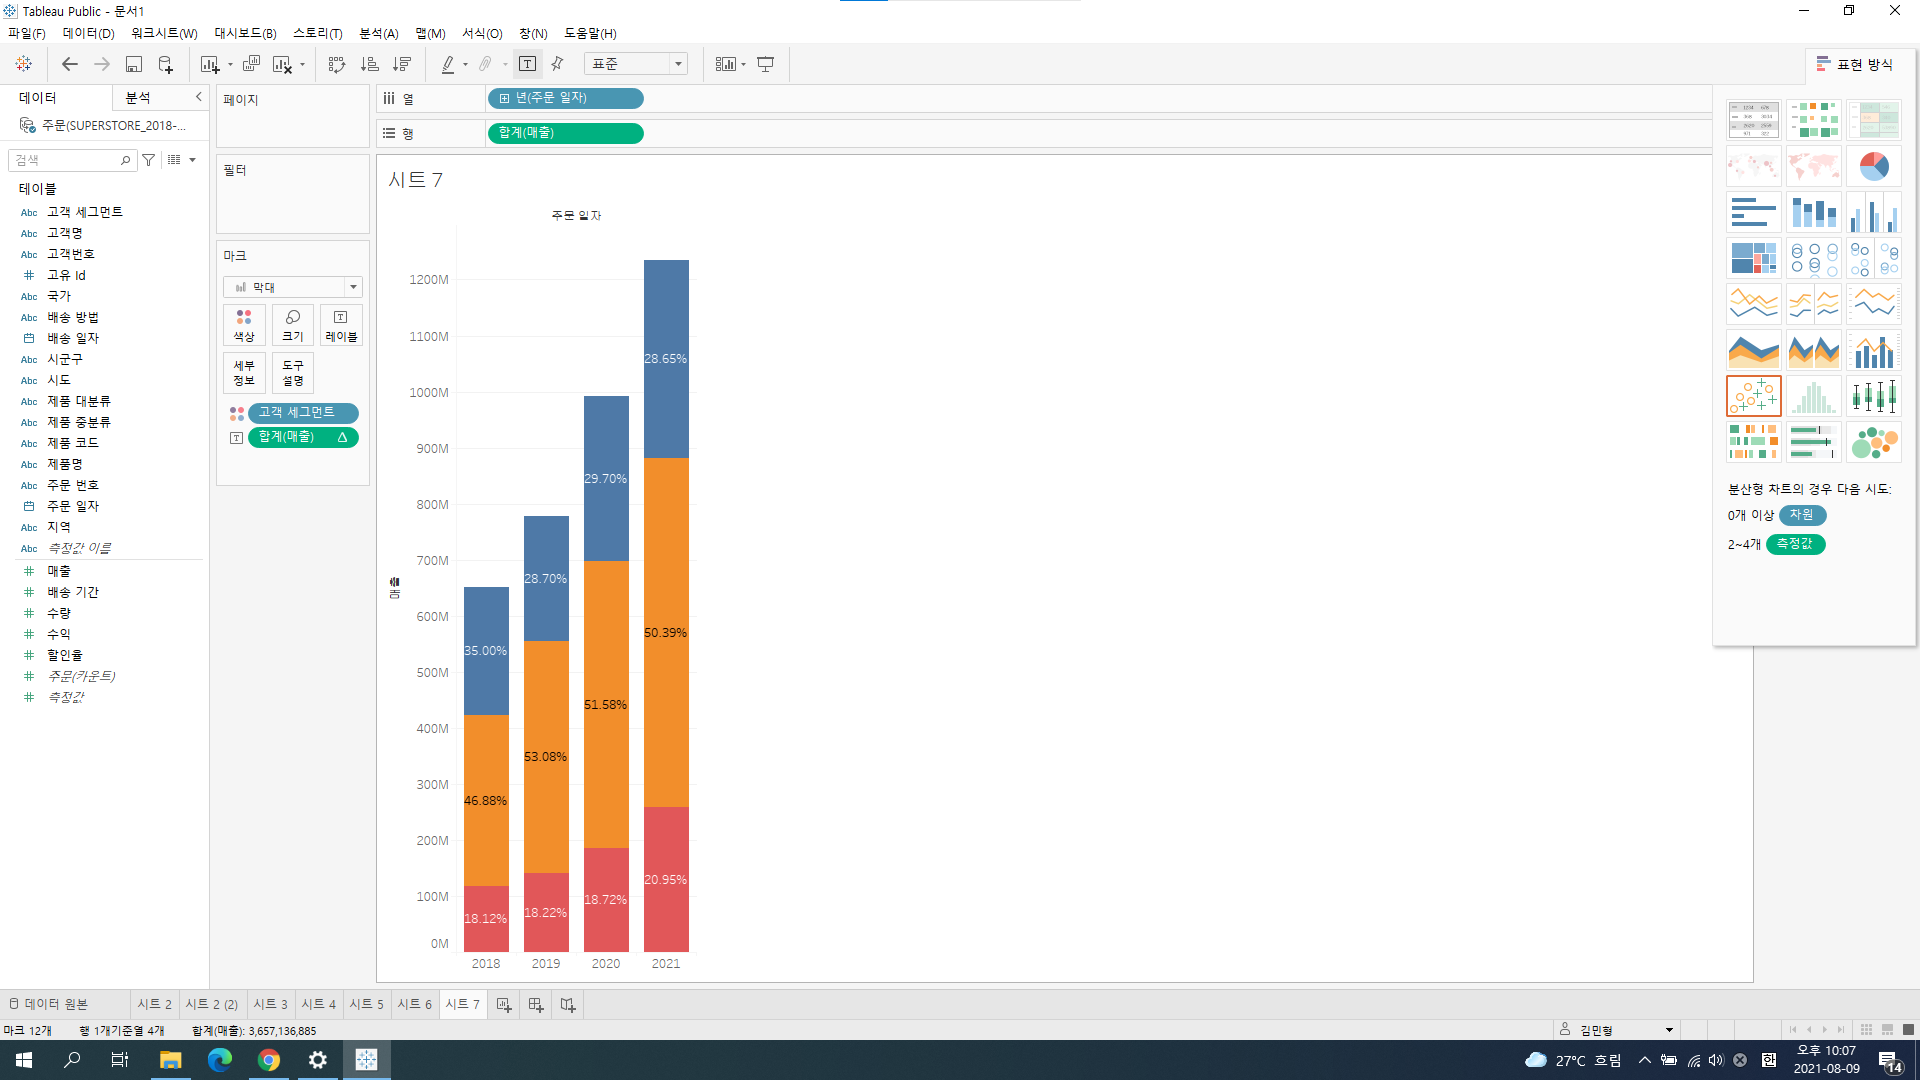 Tableau Public - 문서1
파일(F) 데이터(D) 워크시트(W) 대시보드(B) 스토리(T) 분석(A) 맵(M) 서식(O) 창(N) 도움말(H)
표준
표현 방식
데이터 분석
주문(SUPERSTORE_2018-...
검색
테이블
Abc 고객 세그먼트
Abc 고객명
Abc 고객번호
# 고유 Id
Abc 국가
Abc 배송 방법
배송 일자
Abc 시군구
Abc 시도
Abc 제품 대분류
Abc 제품 중분류
Abc 제품 코드
Abc 제품명
Abc 주문 번호
주문 일자
Abc 지역
Abc 측정값 이름
# 매출
# 배송 기간
# 수량
# 수익
# 할인율
# 주문(카운트)
# 측정값
페이지
필터
마크
막대
색상 크기 레이블
세부 정보 도구 설명
고객 세그먼트
합계(매출) Δ
열 년(주문 일자)
행 합계(매출)
시트 7
주문 일자
매출
1200M
1100M
1000M
900M
800M
700M
600M
500M
400M
300M
200M
100M
0M
35.00%
46.88%
18.12%
28.70%
53.08%
18.22%
29.70%
51.58%
18.72%
28.65%
50.39%
20.95%
2018 2019 2020 2021
분산형 차트의 경우 다음 시도:
0개 이상 차원
2~4개 측정값
데이터 원본 시트 2 시트 2 (2) 시트 3 시트 4 시트 5 시트 6 시트 7
마크 12개 행 1개기준열 4개 합계(매출): 3,657,136,885
김민형
27°C 흐림
한
오후 10:07
2021-08-09
14